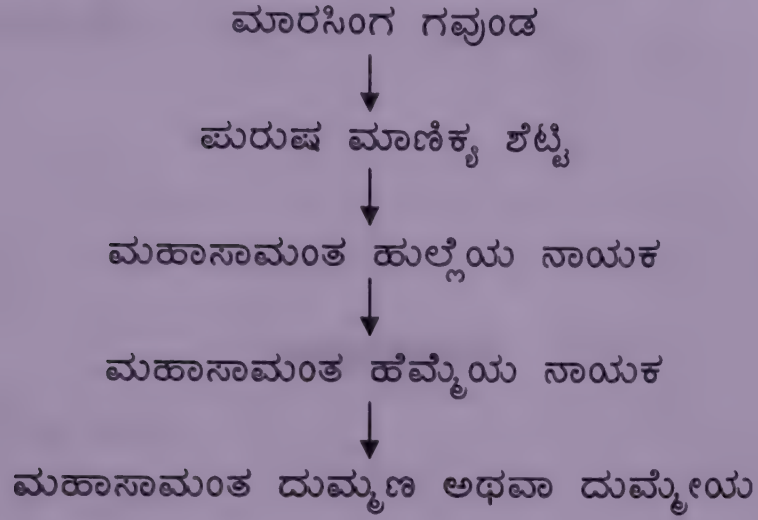 ಮಾರಸಿಂಗ ಗವುಂಡ
ಪುರುಷ ಮಾಣಿಕ್ಯ ಶೆಟ್ಟಿ
ಮಹಾಸಾಮಂತ ಹುಲ್ಲೆಯ ನಾಯಕ
ಮಹಾಸಾಮಂತ ಹೆಮ್ಮೆಯ ನಾಯಕ
ಮಹಾಸಾಮಂತ ದುಮ್ಮಣ ಅಥವಾ ದುಮ್ಮೇಯ